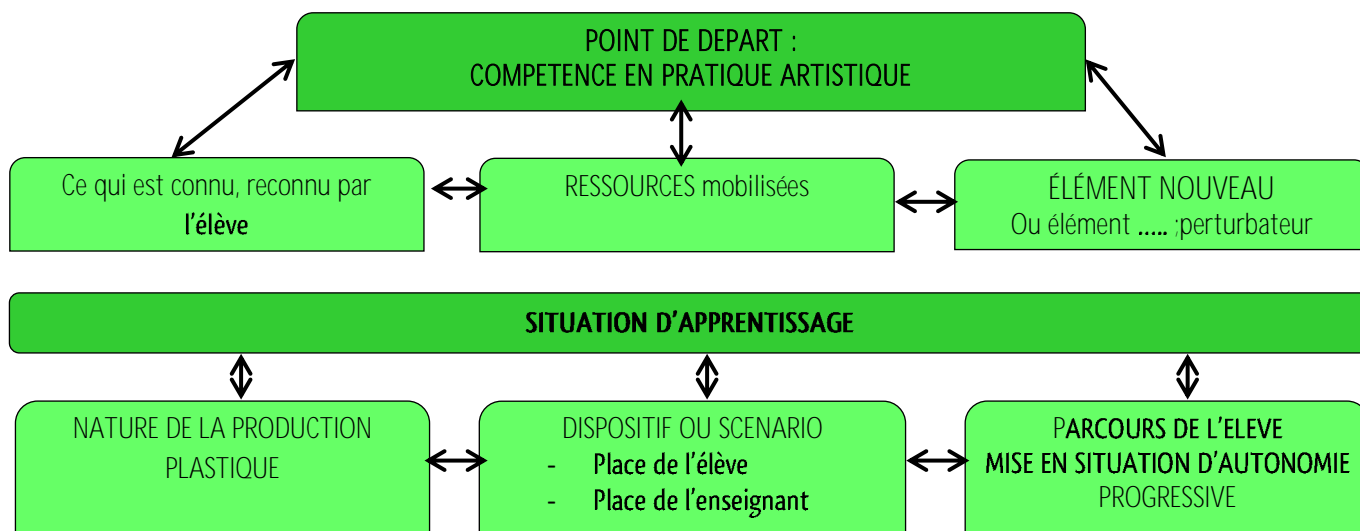 POINT DE DEPART :
COMPETENCE EN PRATIQUE ARTISTIQUE
Ce qui est connu, reconnu par
l'élève
RESSOURCES mobilisées
ÉLÉMENT NOUVEAU
Ou élément ..... ;perturbateur
SITUATION D'APPRENTISSAGE
NATURE DE LA PRODUCTION
PLASTIQUE
DISPOSITIF OU SCENARIO
- Place de l'élève
- Place de l'enseignant
PARCOURS DE L'ELEVE
MISE EN SITUATION D'AUTONOMIE
PROGRESSIVE